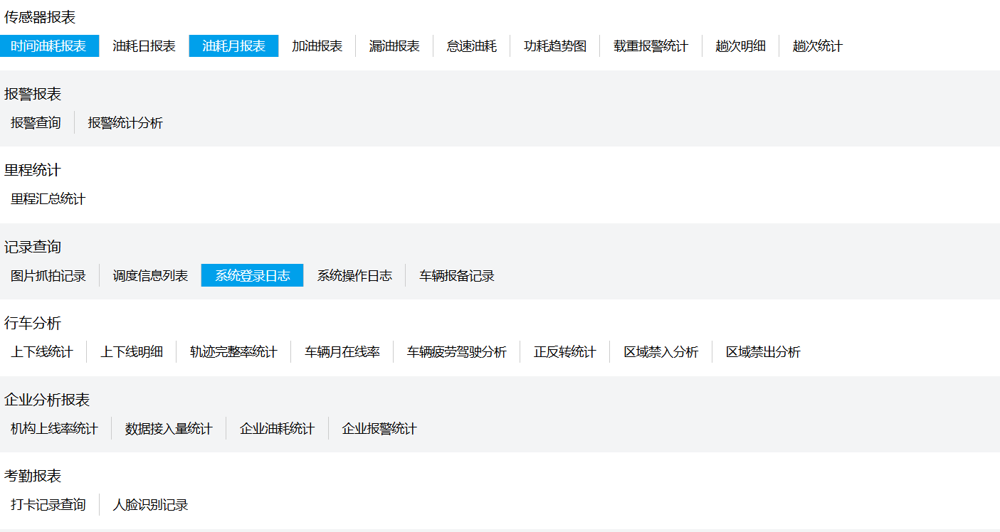 传感器报表
时间油耗报表 油耗日报表 油耗月报表 加油报表 漏油报表 怠速油耗 功耗趋势图 载重报警统计 趟次明细 趟次统计
报警报表
报警查询 报警统计分析
里程统计
里程汇总统计
记录查询
图片抓拍记录 调度信息列表 系统登录日志 系统操作日志 车辆报备记录
行车分析
上下线统计 上下线明细 轨迹完整率统计 车辆月在线率 车辆疲劳驾驶分析 正反转统计 区域禁入分析 区域禁出分析
企业分析报表
机构上线率统计 数据接入量统计 企业油耗统计 企业报警统计
考勤报表
打卡记录查询 人脸识别记录